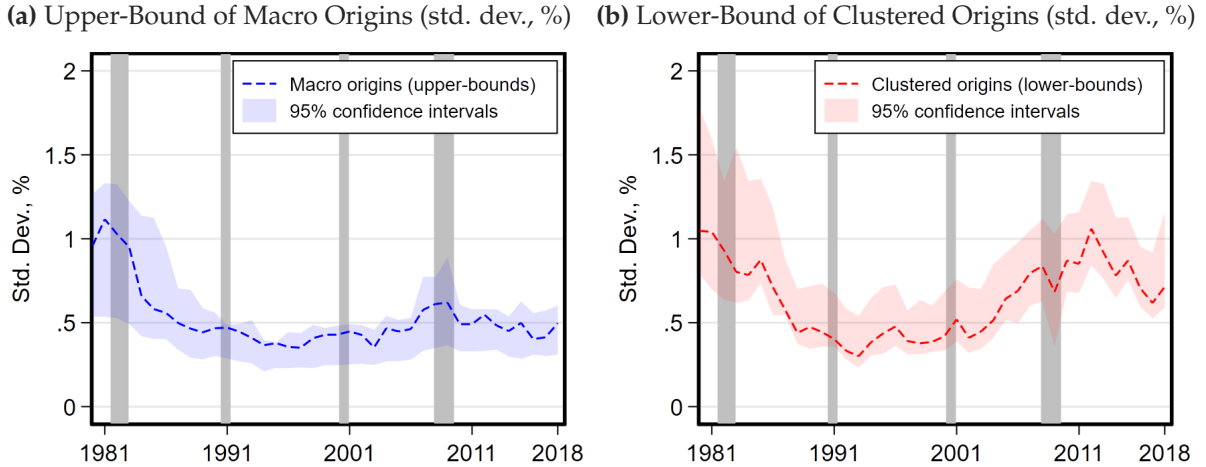 (a) Upper-Bound of Macro Origins (std. dev., %)
Std. Dev., %
2
1.5
1
.5
0
Macro origins (upper-bounds)
95% confidence intervals
1981
1991
2001
2011
2018
(b) Lower-Bound of Clustered Origins (std. dev., %)
Std. Dev., %
2
1.5
1
.5
0
Clustered origins (lower-bounds)
95% confidence intervals
1981
1991
2001
2011
2018